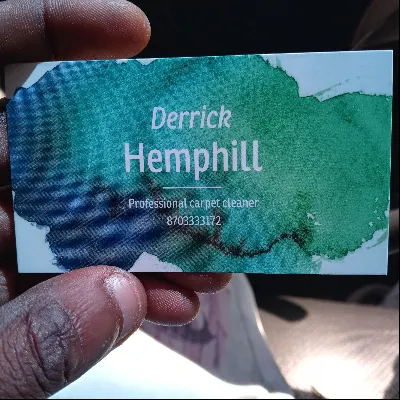 Derrick
Hemphill
Professional carpet cleaner
8703333172